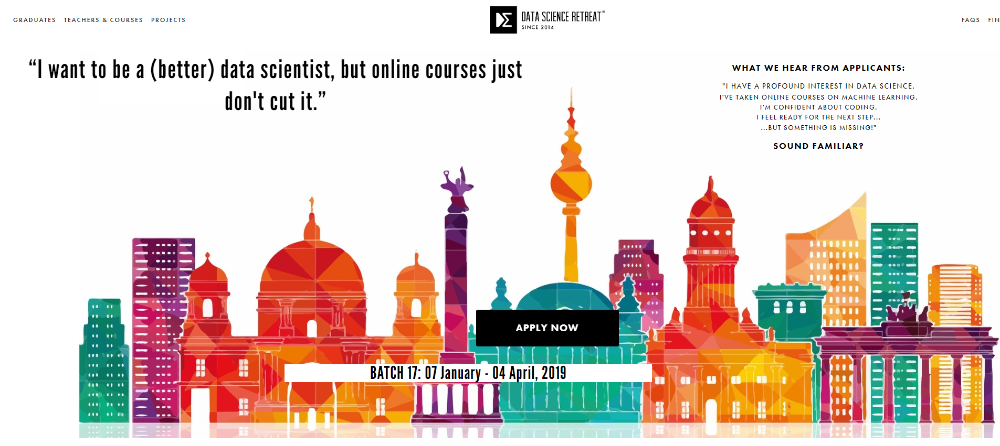 GRADUATES TEACHERS & COURSES PROJECTS
DATA SCIENCE RETREAT®
SINCE 2014
FAQS FIN
“I want to be a (better) data scientist, but online courses just
don't cut it.”
WHAT WE HEAR FROM APPLICANTS:
"I HAVE A PROFOUND INTEREST IN DATA SCIENCE.
I'VE TAKEN ONLINE COURSES ON MACHINE LEARNING.
I'M CONFIDENT ABOUT CODING.
I FEEL READY FOR THE NEXT STEP...
...BUT SOMETHING IS MISSING!"
SOUND FAMILIAR?
APPLY NOW
BATCH 17: 07 January - 04 April, 2019